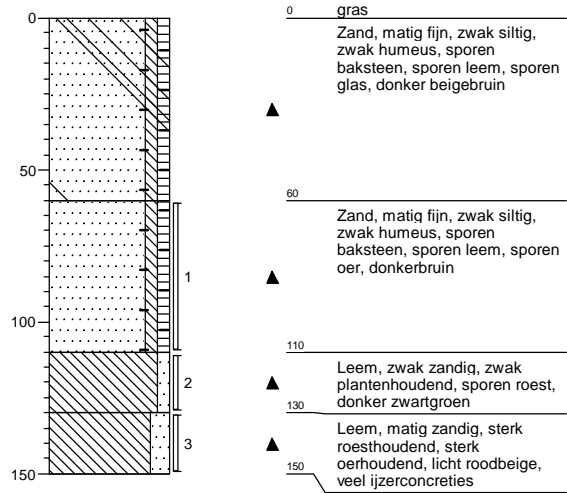 0
50
100
150
1
2
3
0 gras
Zand, matig fijn, zwak siltig,
zwak humeus, sporen
baksteen, sporen leem, sporen
glas, donker beigebruin
60
Zand, matig fijn, zwak siltig,
zwak humeus, sporen
baksteen, sporen leem, sporen
oer, donkerbruin
110
Leem, zwak zandig, zwak
plantenhoudend, sporen roest,
donker zwartgroen
130
Leem, matig zandig, sterk
roesthoudend, sterk
oerhoudend, licht roodbeige,
veel ijzerconcreties
150